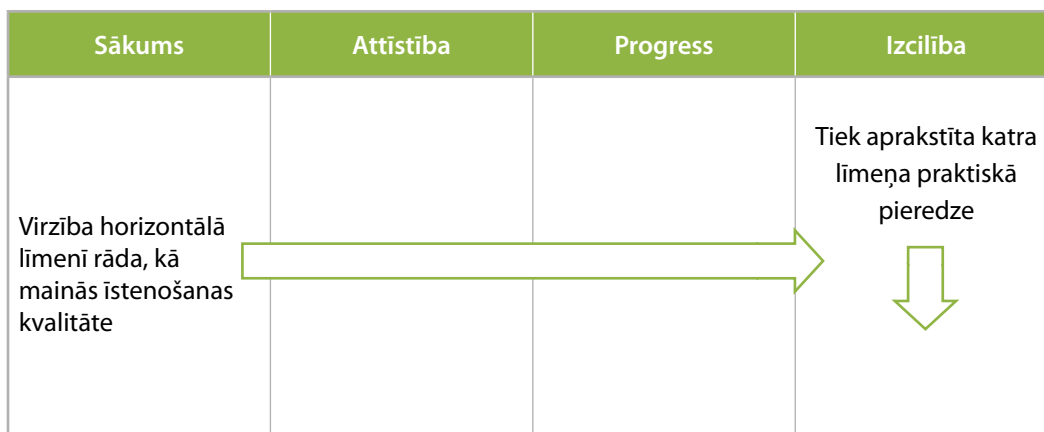 Sākums
Attīstība
Progress
Izcilība
Virzība horizontālā
līmenī rāda, kā
mainās īstenošanas
kvalitāte
Tiek aprakstīta katra
līmeņa praktiskā
pieredze